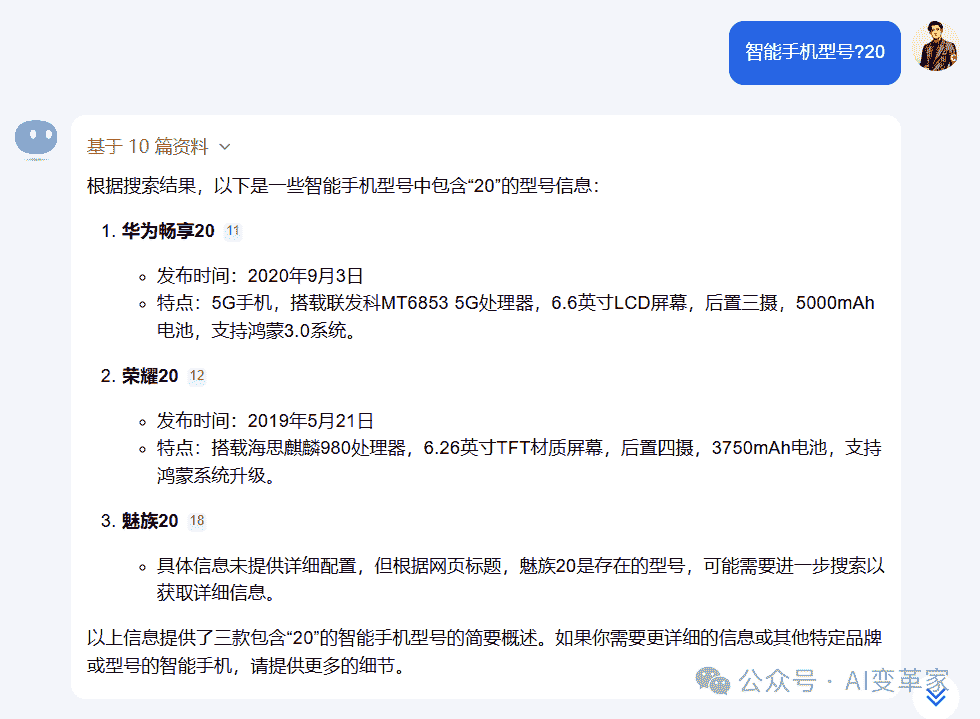 智能手机型号?20
基于 10 篇资料
根据搜索结果，以下是一些智能手机型号中包含“20”的型号信息：
1. 华为畅享20 11
发布时间：2020年9月3日
特点：5G手机，搭载联发科MT6853 5G处理器，6.6英寸LCD屏幕，后置三摄，5000mAh
电池，支持鸿蒙3.0系统。
2. 荣耀20 12
发布时间：2019年5月21日
特点：搭载海思麒麟980处理器，6.26英寸TFT材质屏幕，后置四摄，3750mAh电池，支持
鸿蒙系统升级。
3. 魅族20 18
具体信息未提供详细配置，但根据网页标题，魅族20是存在的型号，可能需要进一步搜索以
获取详细信息。
以上信息提供了三款包含“20”的智能手机型号的简要概述。如果你需要更详细的信息或其他特定品牌
或型号的智能手机，请提供更多的细节。
公众号 · AI变革家